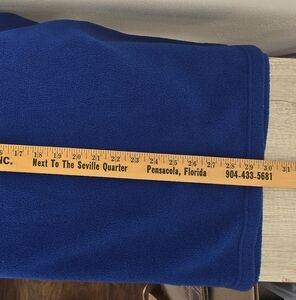 17 18 19 20 21 22 23 24 25 26 27 28 29 30 31
NC. Next To The Seville Quarter Pensacola, Florida 904-433-5681